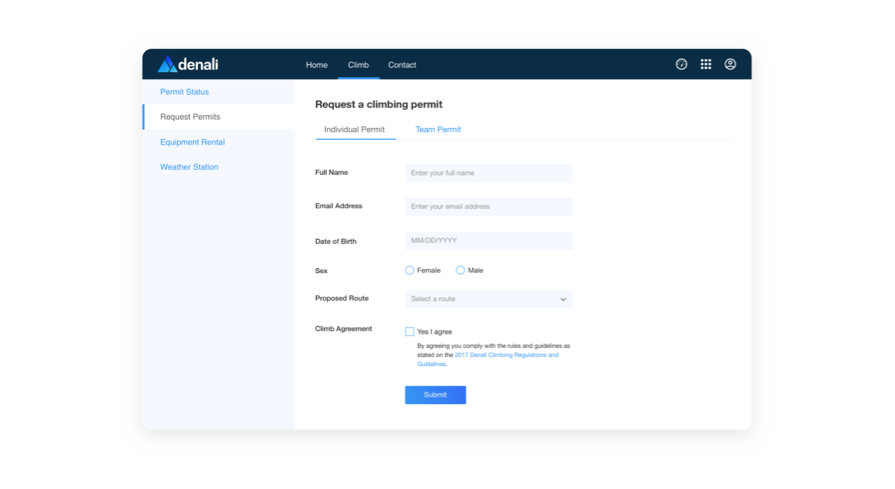 denali
Home Climb Contact
Permit Status
Request Permits
Equipment Rental
Weather Station
Request a climbing permit
Individual Permit Team Permit
Full Name Enter your full name
Email Address Enter your email address
Date of Birth MM/DD/YYYY
Sex Female Male
Proposed Route Select a route
Climb Agreement Yes I agree
By agreeing you comply with the rules and guidelines as
stated on the 2017 Denali Climbing Regulations and
Guidelines.
Submit